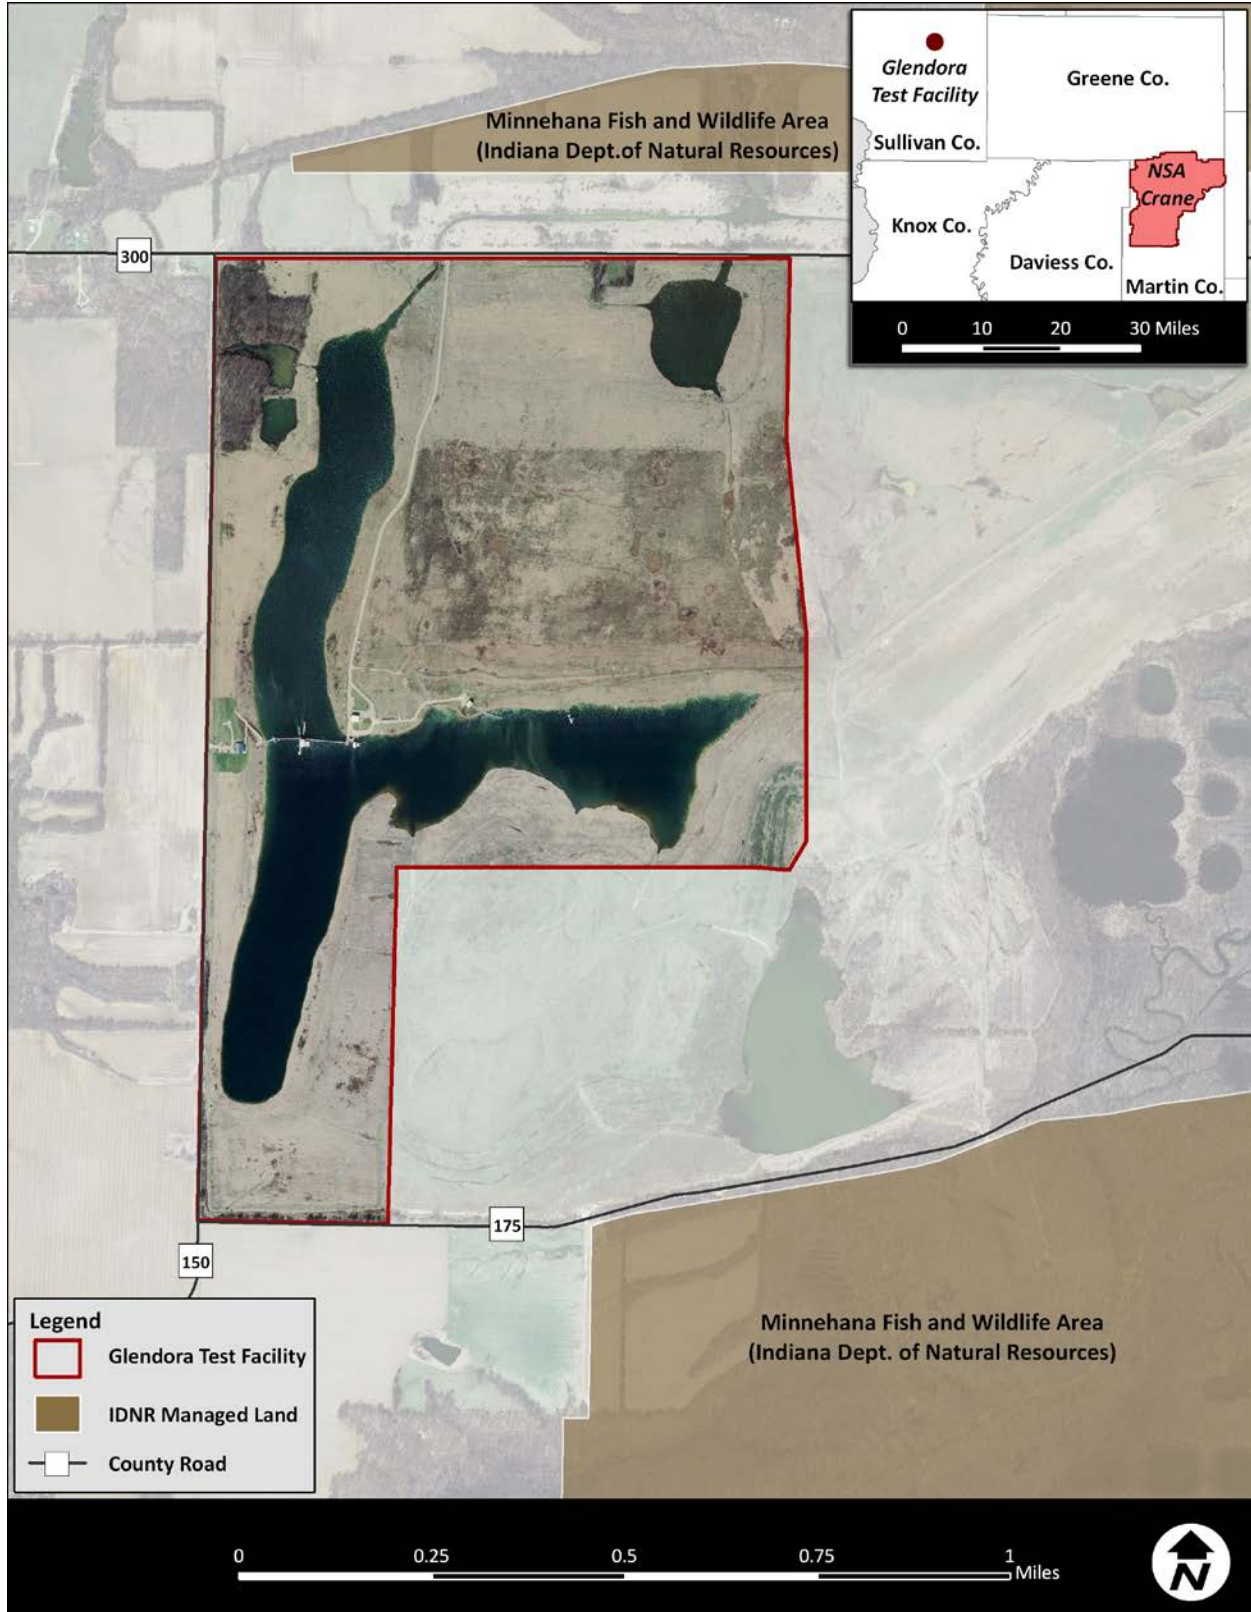 Glendora
Test Facility
Greene Co.
Sullivan Co.
NSA
Crane
Knox Co.
Daviess Co.
Martin Co.
0 10 20 30 Miles
Minnehana Fish and Wildlife Area
(Indiana Dept.of Natural Resources)
300
175
150
Legend
Glendora Test Facility
IDNR Managed Land
County Road
Minnehana Fish and Wildlife Area
(Indiana Dept. of Natural Resources)
0 0.25 0.5 0.75 1
Miles
N